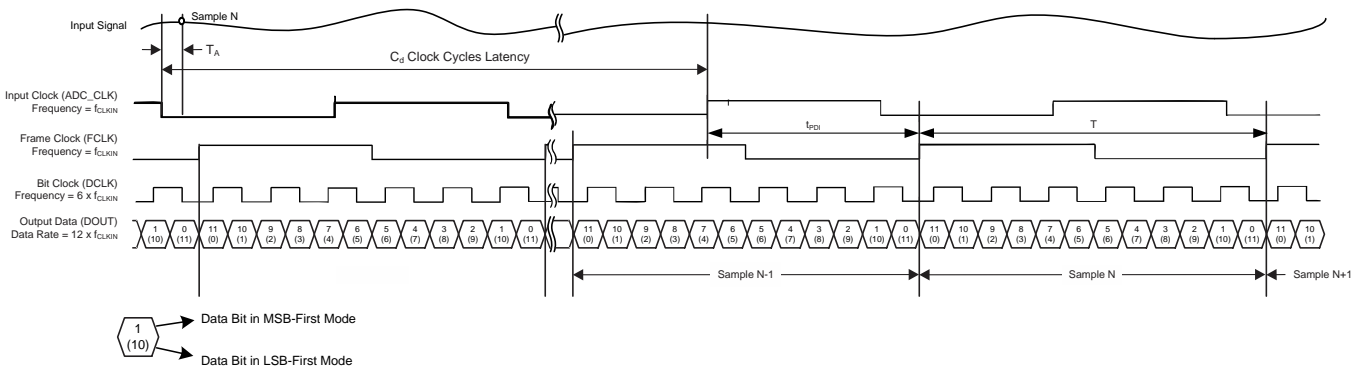 Sample N
Input Signal
TA
Cd Clock Cycles Latency
Input Clock (ADC_CLK)
Frequency = fCLKIN
tPDI
T
Frame Clock (FCLK)
Frequency = fCLKIN
Bit Clock (DCLK)
Frequency = 6 x fCLKIN
Output Data (DOUT)
Data Rate = 12 x fCLKIN
1 0 11 10 9 8 7 6 5 4 3 2 1 0 11 10 9 8 7 6 5 4 3 2 1 0 11 10 9 8 7 6 5 4 3 2 1 0 11 10
(10) (11) (0) (1) (2) (3) (4) (5) (6) (7) (8) (9) (10) (11) (0) (1) (2) (3) (4) (5) (6) (7) (8) (9) (10) (11) (0) (1) (2) (3) (4) (5) (6) (7) (8) (9) (10) (11) (0) (1)
Sample N-1 Sample N Sample N+1
1
(10)
Data Bit in MSB-First Mode
Data Bit in LSB-First Mode